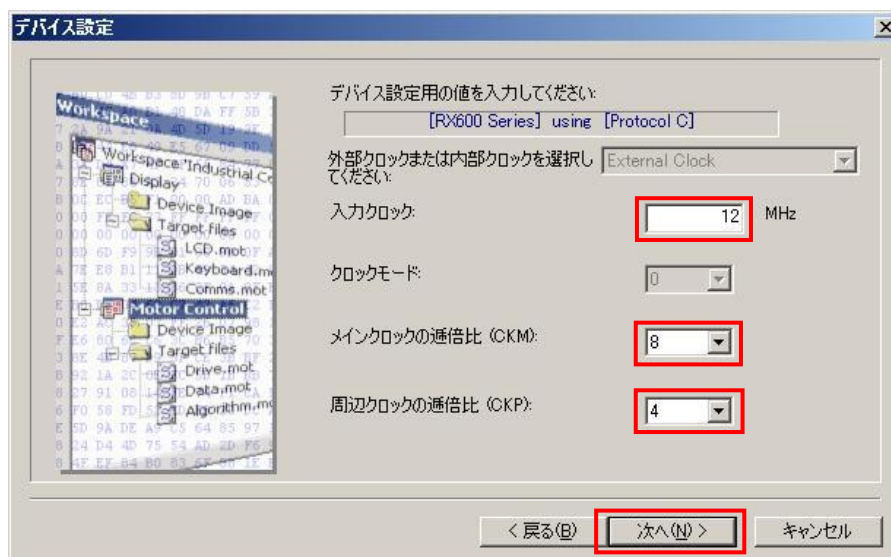 デバイス設定
デバイス設定用の値を入力してください:
[RX600 Series] using [Protocol C]
外部クロックまたは内部クロックを選択し
てください:
External Clock
入力クロック:
12
MHz
クロックモード:
0
メインクロックの逓倍比 (CKM):
8
周辺クロックの逓倍比 (CKP):
4
Workspace
Workspace 'Industrial Co
Display
Device Image
Target files
LCD.mot
Keyboard.m
Comms.mot
Motor Control
Device Image
Target files
Drive.mot
Data.mot
Algorithm.mo
< 戻る(B)
次へ(N) >
キャンセル